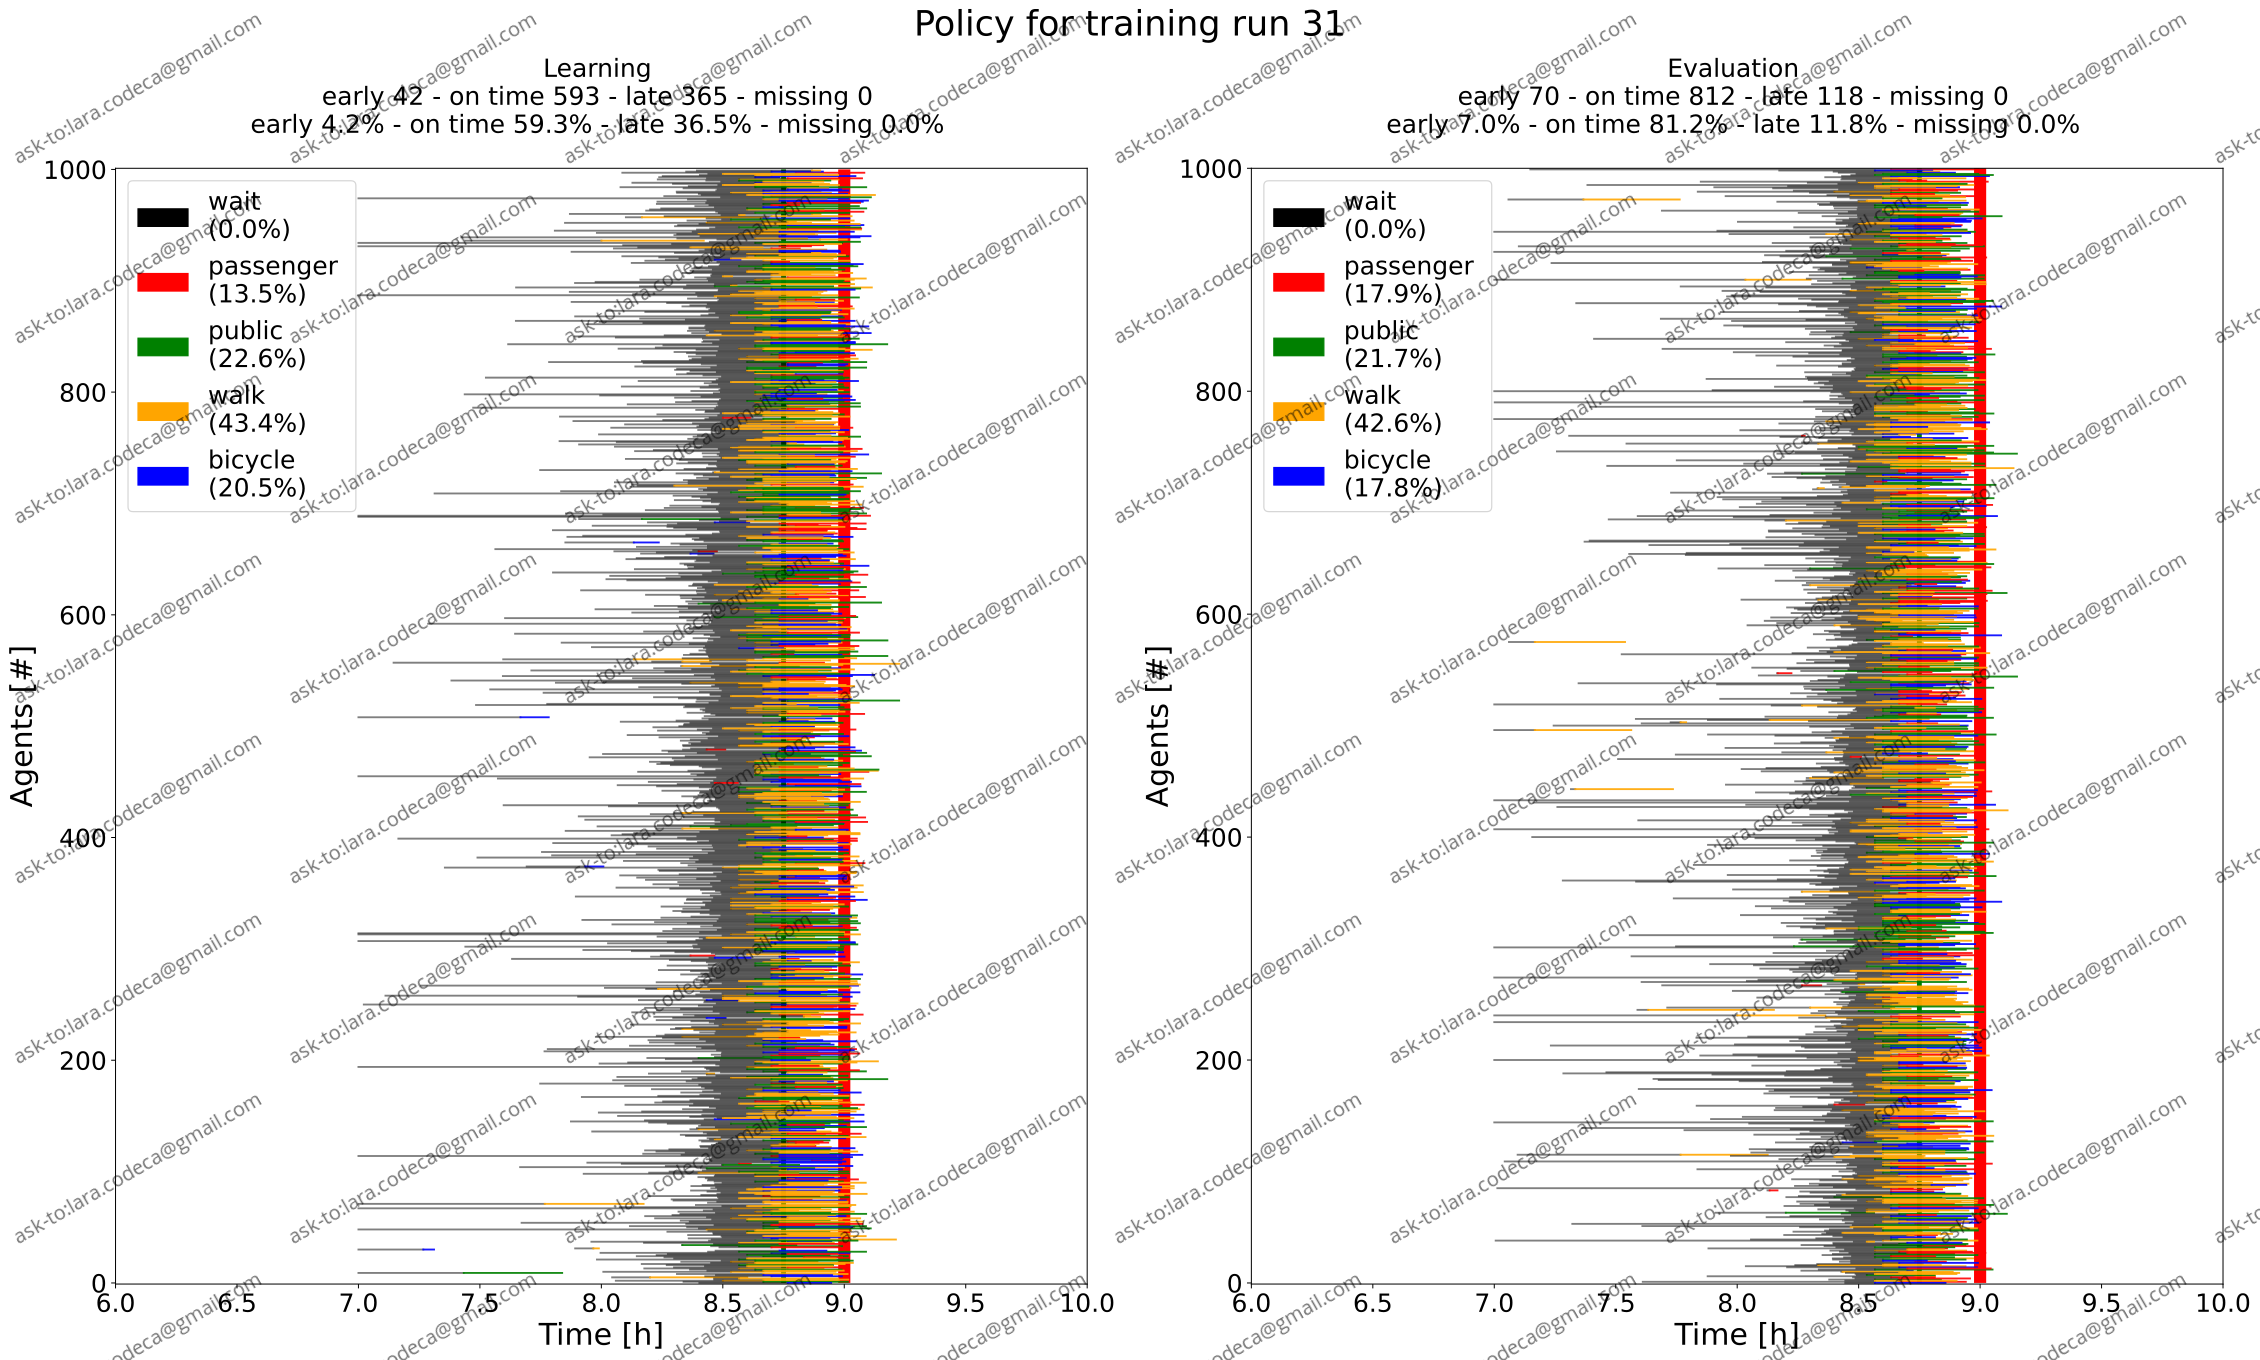 Policy for training run 31
Learning
early 42 - on time 593 - late 365 - missing 0
early 4.2% - on time 59.3% - late 36.5% - missing 0.0%
1000
800
600
400
200
0
Agents [#]
wait
(0.0%)
passenger
(13.5%)
public
(22.6%)
walk
(43.4%)
bicycle
(20.5%)
6.0 6.5 7.0 7.5 8.0 8.5 9.0 9.5 10.0
Time [h]
Evaluation
early 70 - on time 812 - late 118 - missing 0
early 7.0% - on time 81.2% - late 11.8% - missing 0.0%
1000
800
600
400
200
0
Agents [#]
wait
(0.0%)
passenger
(17.9%)
public
(21.7%)
walk
(42.6%)
bicycle
(17.8%)
6.0 6.5 7.0 7.5 8.0 8.5 9.0 9.5 10.0
Time [h]
ask-to:lara.codeca@gmail.com